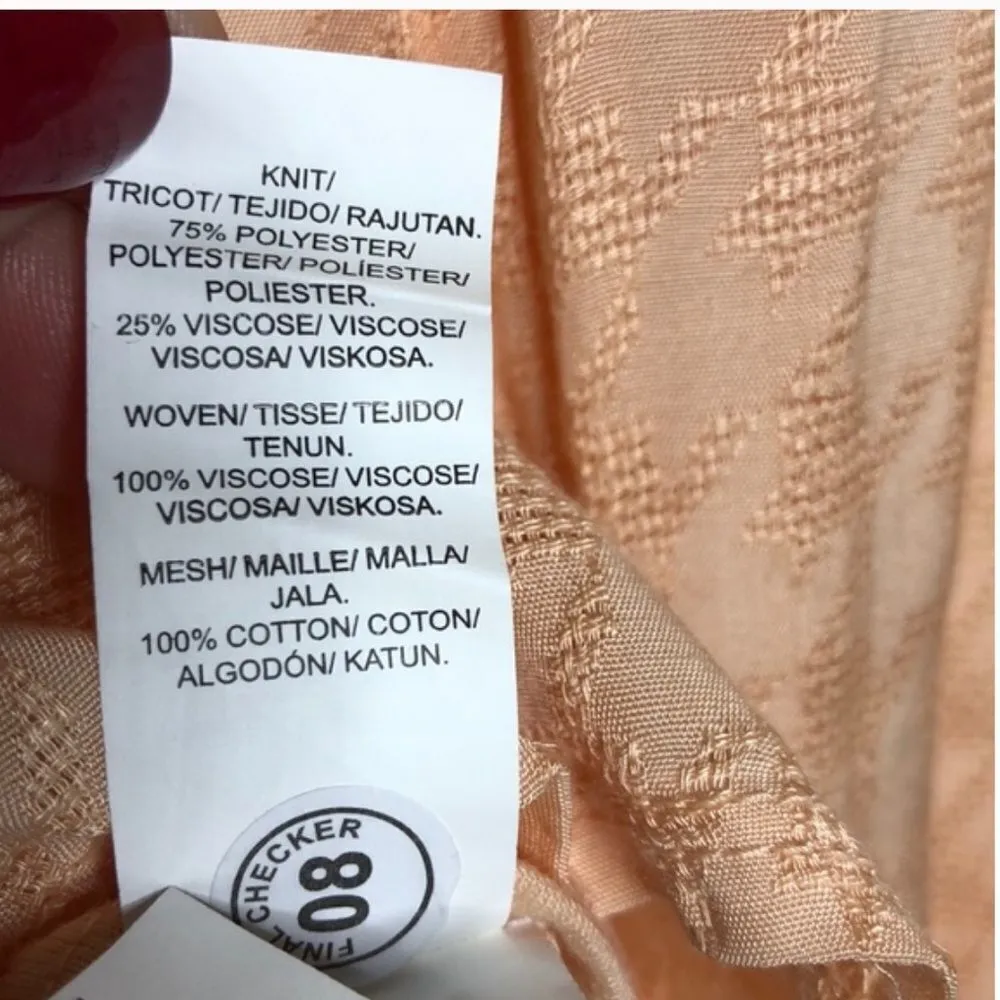 KNIT/
TRICOT/ TEJIDO/ RAJUTAN.
75% POLYESTER/
POLYESTER/ POLÍESTER/
POLIESTER.
25% VISCOSE/ VISCOSE/
VISCOSA/ VISKOSA.
WOVEN/ TISSE/ TEJIDO/
TENUN.
100% VISCOSE/ VISCOSE/
VISCOSA/ VISKOSA.
MESH/ MAILLE/ MALLA/
JALA.
100% COTTON/ COTON/
ALGODÓN/ KATUN.
FINAL CHECKER
08